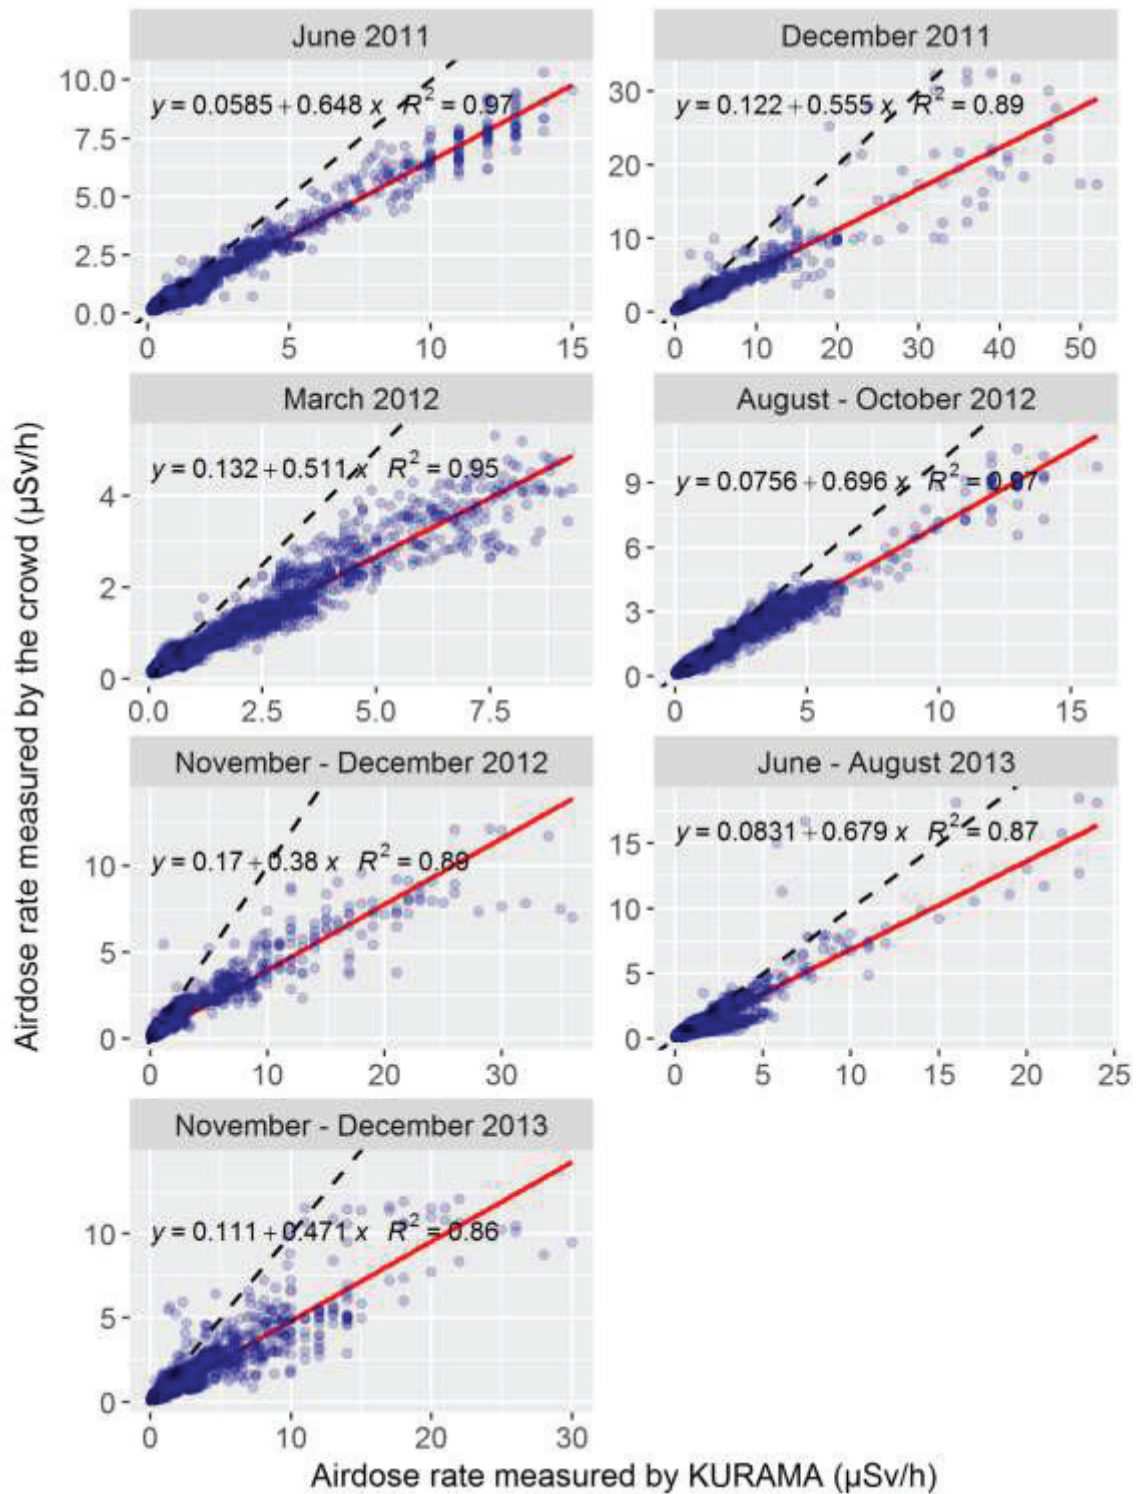 June 2011
December 2011
10.0
7.5
5.0
2.5
0.0
y = 0.0585 + 0.648 x R² = 0.97
0 5 10 15
30
20
10
0
y = 0.122 + 0.555 x R² = 0.89
0 10 20 30 40 50
March 2012
August - October 2012
4
2
0
y = 0.132 + 0.511 x R² = 0.95
0.0 2.5 5.0 7.5
9
6
3
0
y = 0.0756 + 0.696 x R² = 0.97
0 5 10 15
November - December 2012
June - August 2013
10
5
0
y = 0.17 + 0.38 x R² = 0.89
0 10 20 30
15
10
5
0
y = 0.0831 + 0.679 x R² = 0.87
0 5 10 15 20 25
November - December 2013
10
5
0
y = 0.111 + 0.471 x R² = 0.86
0 10 20 30
Airdose rate measured by the crowd (µSv/h)
Airdose rate measured by KURAMA (µSv/h)